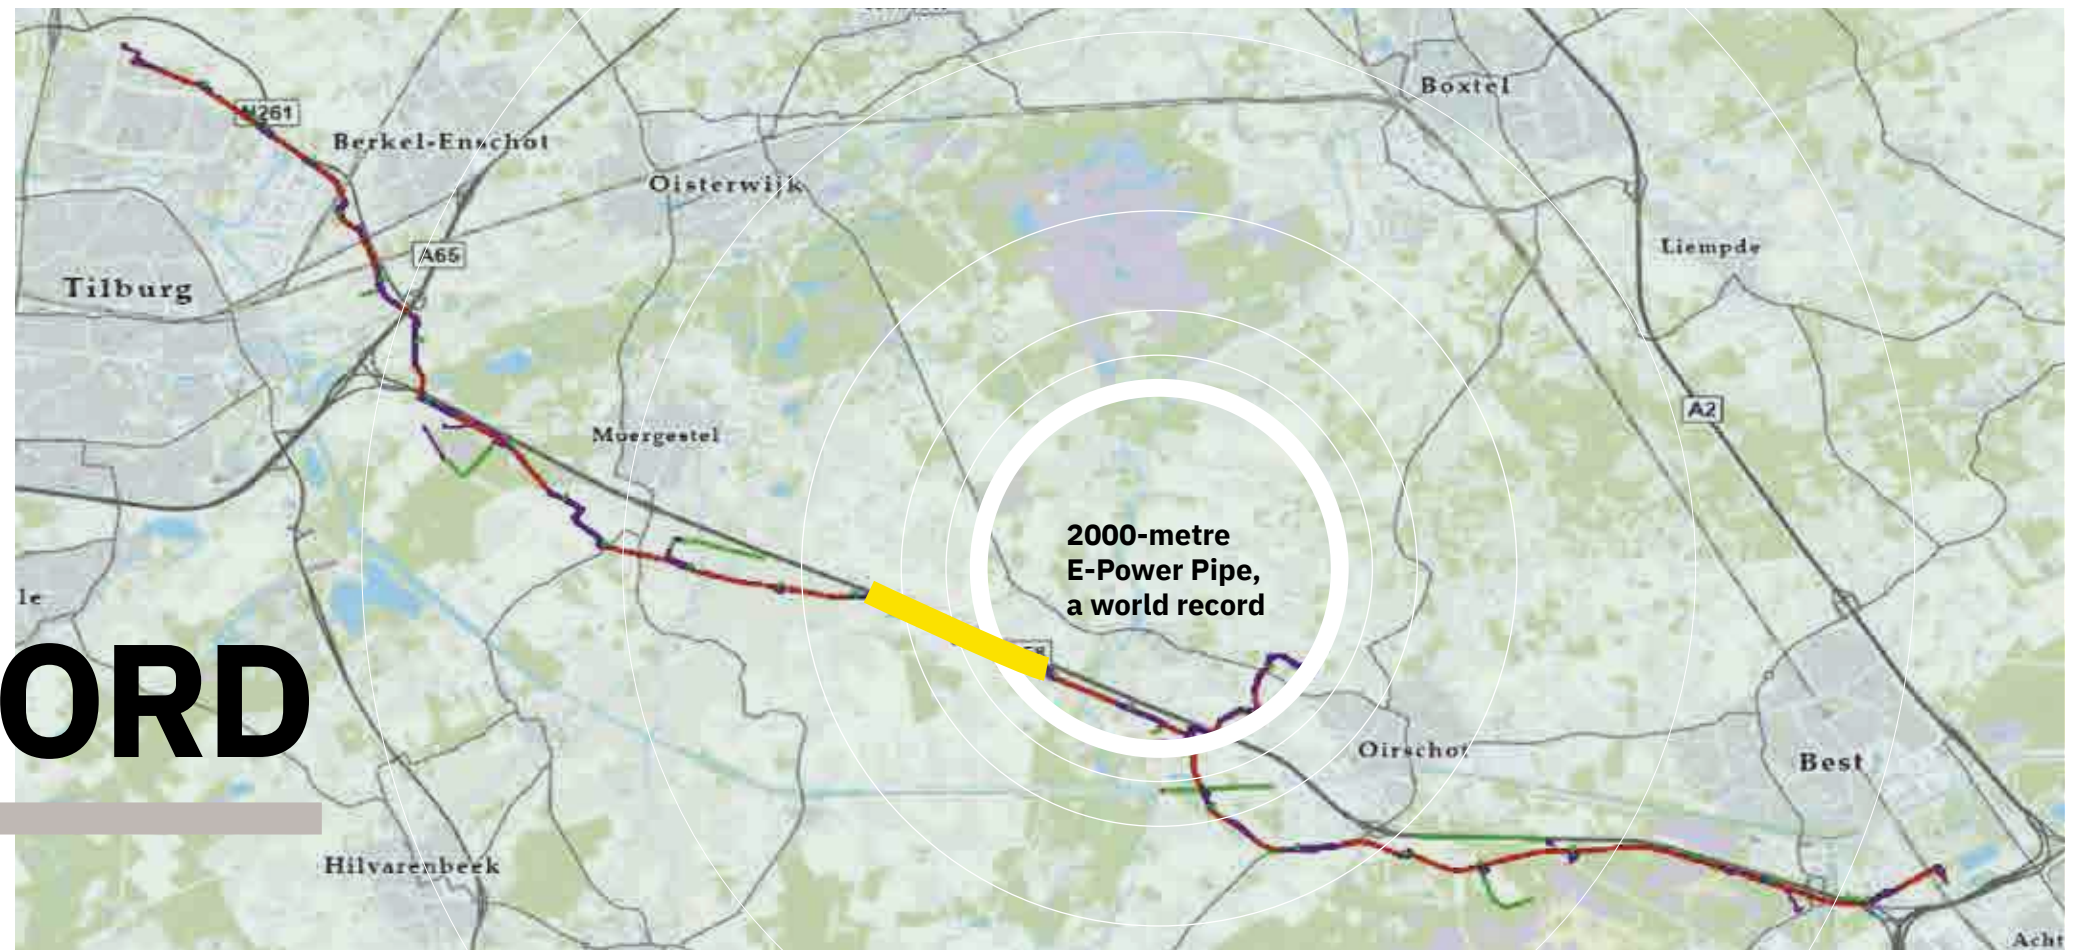 Boxtel
N261
Berkel-Enschot
Oisterwijk
A65
Liempde
Tilburg
A2
Moergestel
2000-metre
E-Power Pipe,
a world record
le
ORD
Oirschot
Best
Hilvarenbeek
Acht